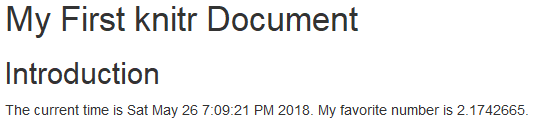 My First knitr Document
Introduction
The current time is Sat May 26 7:09:21 PM 2018. My favorite number is 2.1742665.